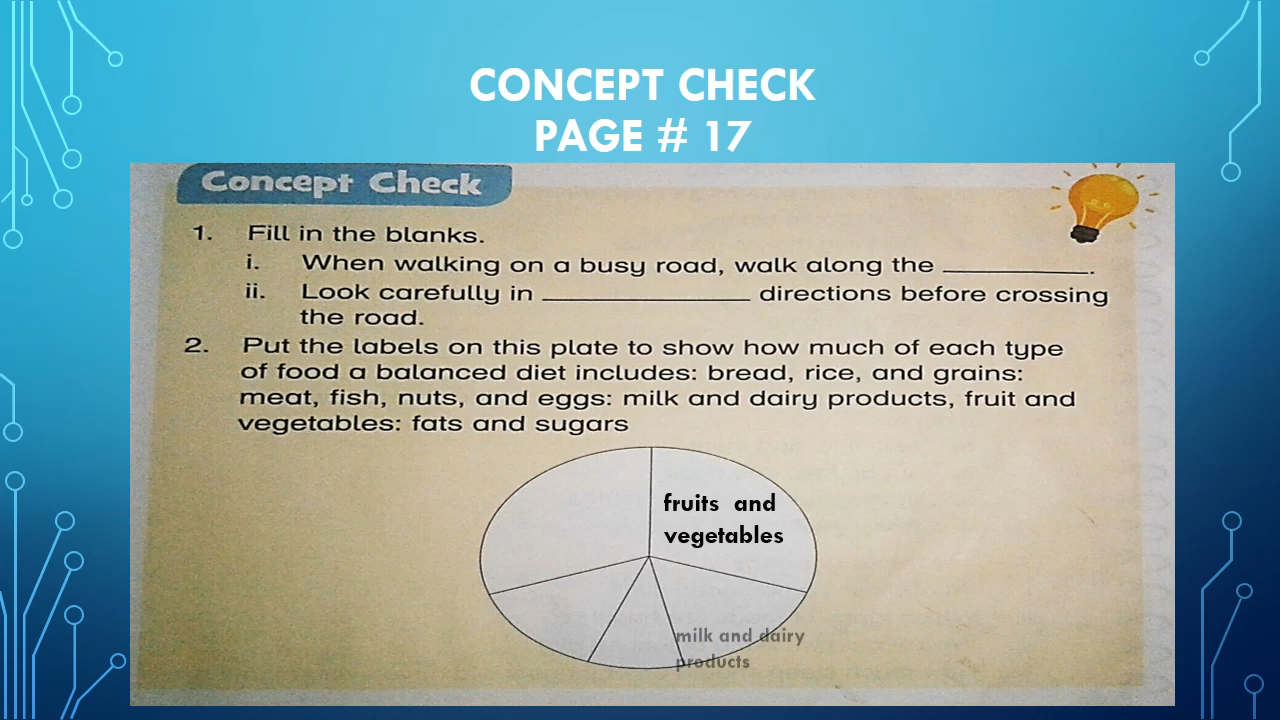 CONCEPT CHECK
PAGE # 17
Concept Check
1. Fill in the blanks.
i. When walking on a busy road, walk along the __________.
ii. Look carefully in ______________ directions before crossing
the road.
2. Put the labels on this plate to show how much of each type
of food a balanced diet includes: bread, rice, and grains:
meat, fish, nuts, and eggs: milk and dairy products, fruit and
vegetables: fats and sugars
fruits and
vegetables
milk and dairy
products